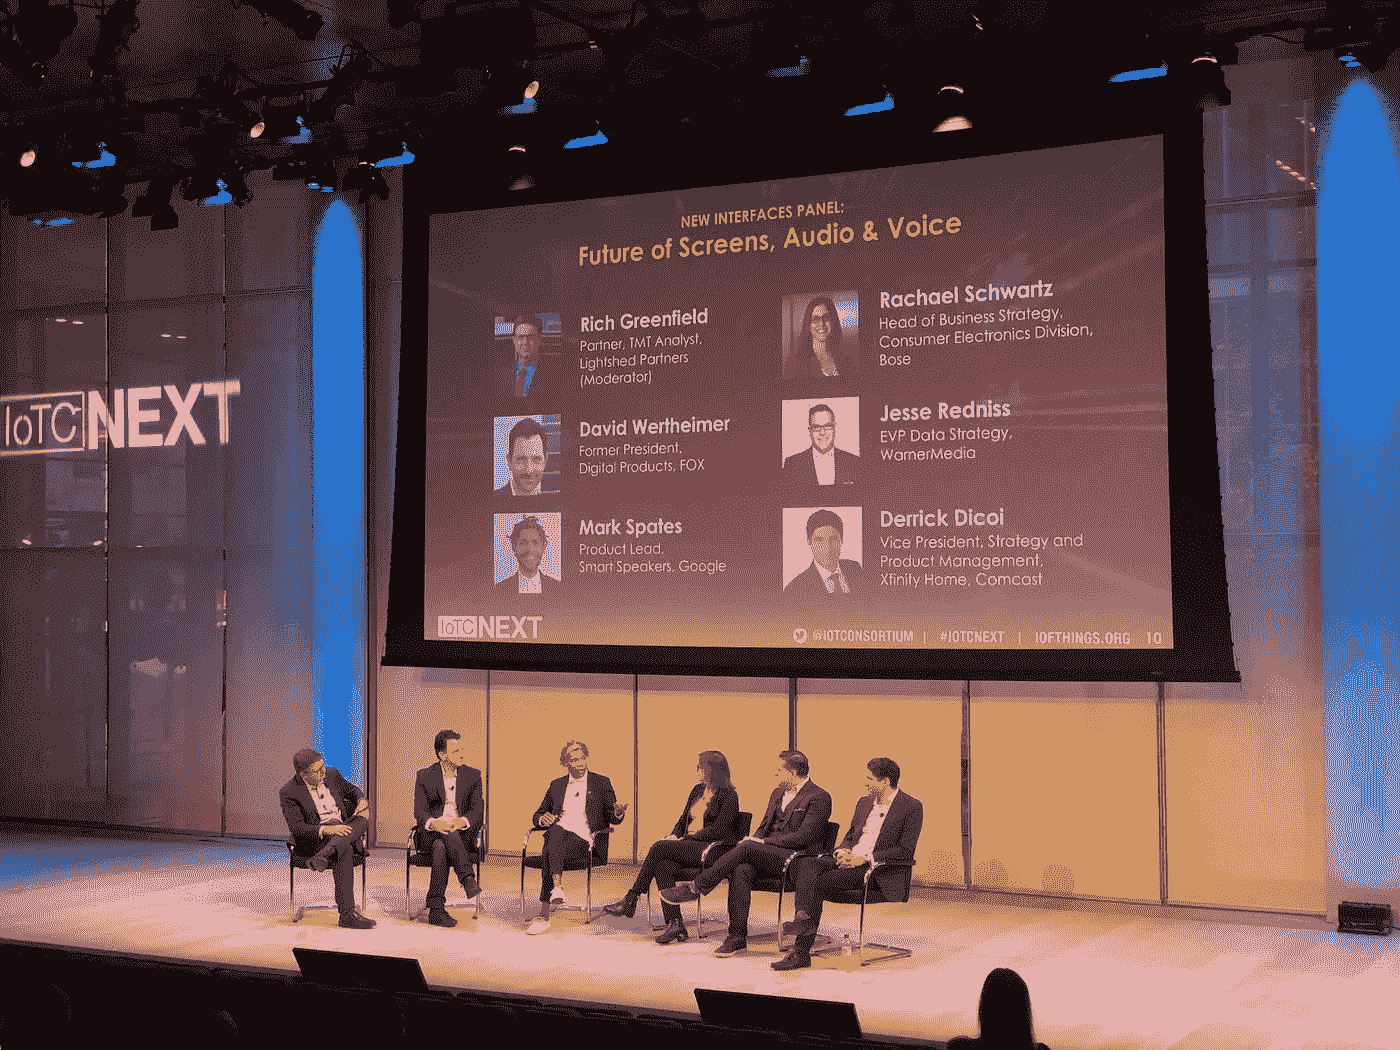 IoTC NEXT
NEW INTERFACES PANEL:
Future of Screens, Audio & Voice
Rich Greenfield
Partner, TMT Analyst,
Lightshed Partners
(Moderator)
David Wertheimer
Former President,
Digital Products, FOX
Mark Spates
Product Lead,
Smart Speakers, Google
Rachael Schwartz
Head of Business Strategy,
Consumer Electronics Division,
Bose
Jesse Redniss
EVP Data Strategy,
WarnerMedia
Derrick Dicoi
Vice President, Strategy and
Product Management,
Xfinity Home, Comcast
IoTC NEXT
@IOTCONSORTIUM | #IOTCNEXT | IOFTHINGS.ORG 10